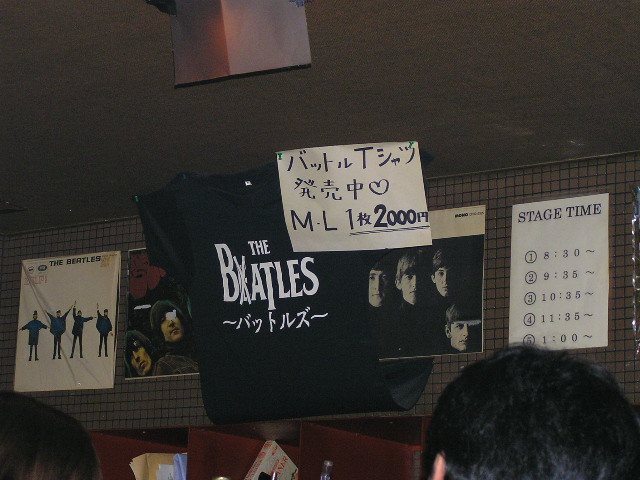 バットルTシャツ
発売中♡
M-L 1枚2000円
THE
BXATLES
〜バットルズ〜
THE BEATLES
MONO
STAGE TIME
① 8:30〜
② 9:35〜
③ 10:35〜
④ 11:35〜
⑤ 1:00〜